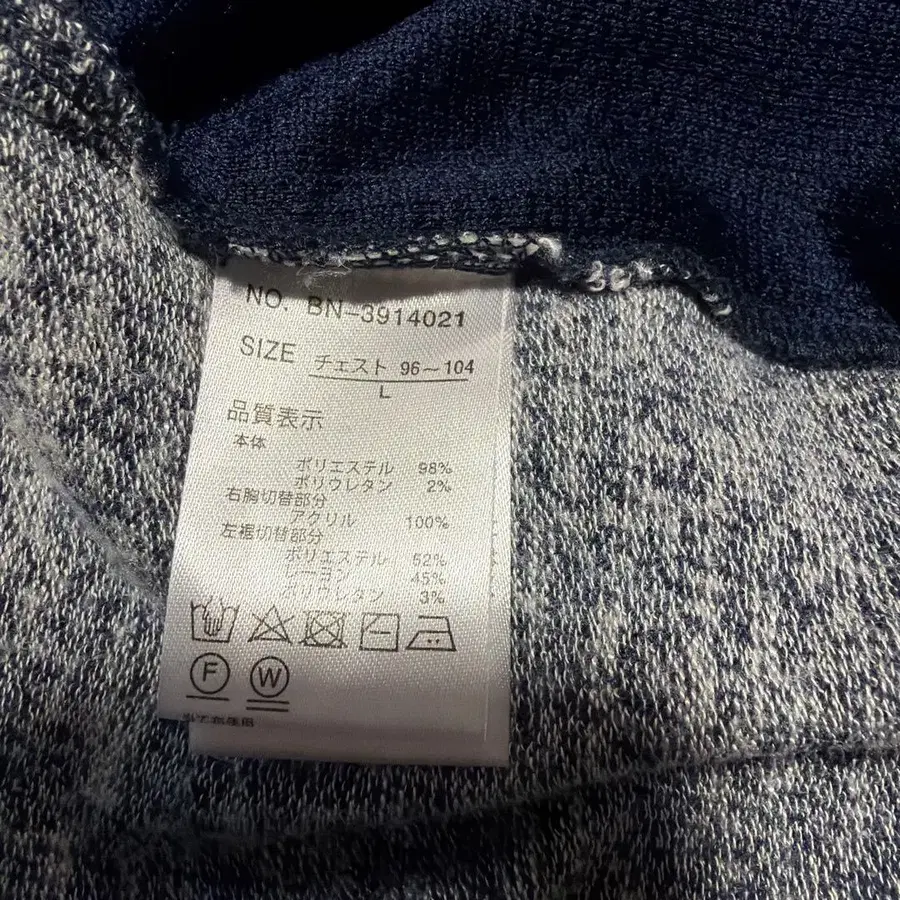 NO. BN-3914021
SIZE チェスト 96～104
L
品質表示
本体
ポリエステル 98%
ポリウレタン 2%
右胸切替部分
アクリル 100%
左裾切替部分
ポリエステル 52%
レーヨン 45%
ポリウレタン 3%
F W